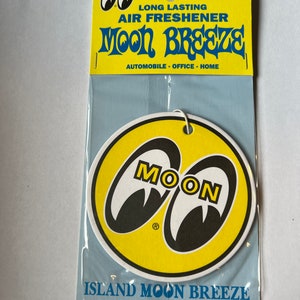 LONG LASTING
AIR FRESHENER
MOON BREEZE
AUTOMOBILE - OFFICE - HOME
MOON
®
ISLAND MOON BREEZE